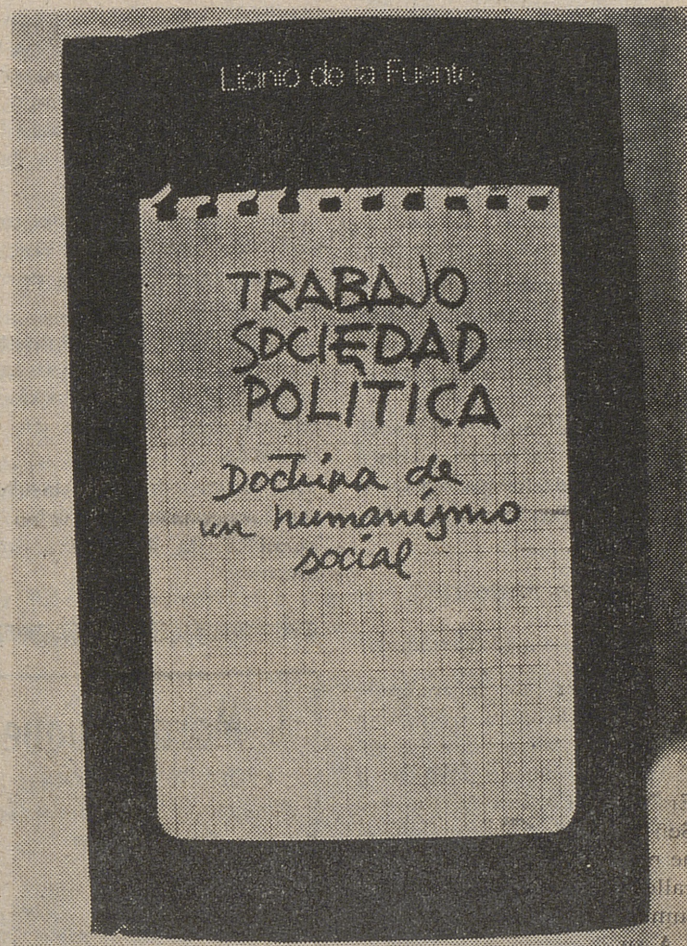 Licinio de la Fuente
TRABAJO
SOCIEDAD
POLITICA
Doctrina de
un humanismo
social